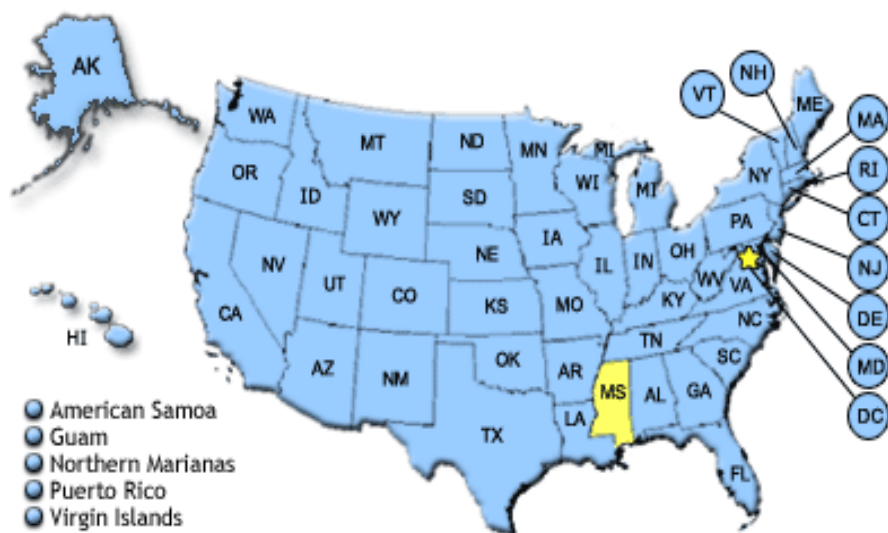 AK
VT
NH
ME
WA
MT
ND
MN
MI
MA
OR
ID
WY
SD
WI
MI
NY
RI
CT
NV
UT
CO
NE
IA
IL
IN
OH
PA
NJ
CA
KS
MO
KY
WV
VA
DE
HI
AZ
NM
OK
AR
TN
NC
SC
MD
TX
LA
MS
AL
GA
DC
FL
American Samoa
Guam
Northern Marianas
Puerto Rico
Virgin Islands